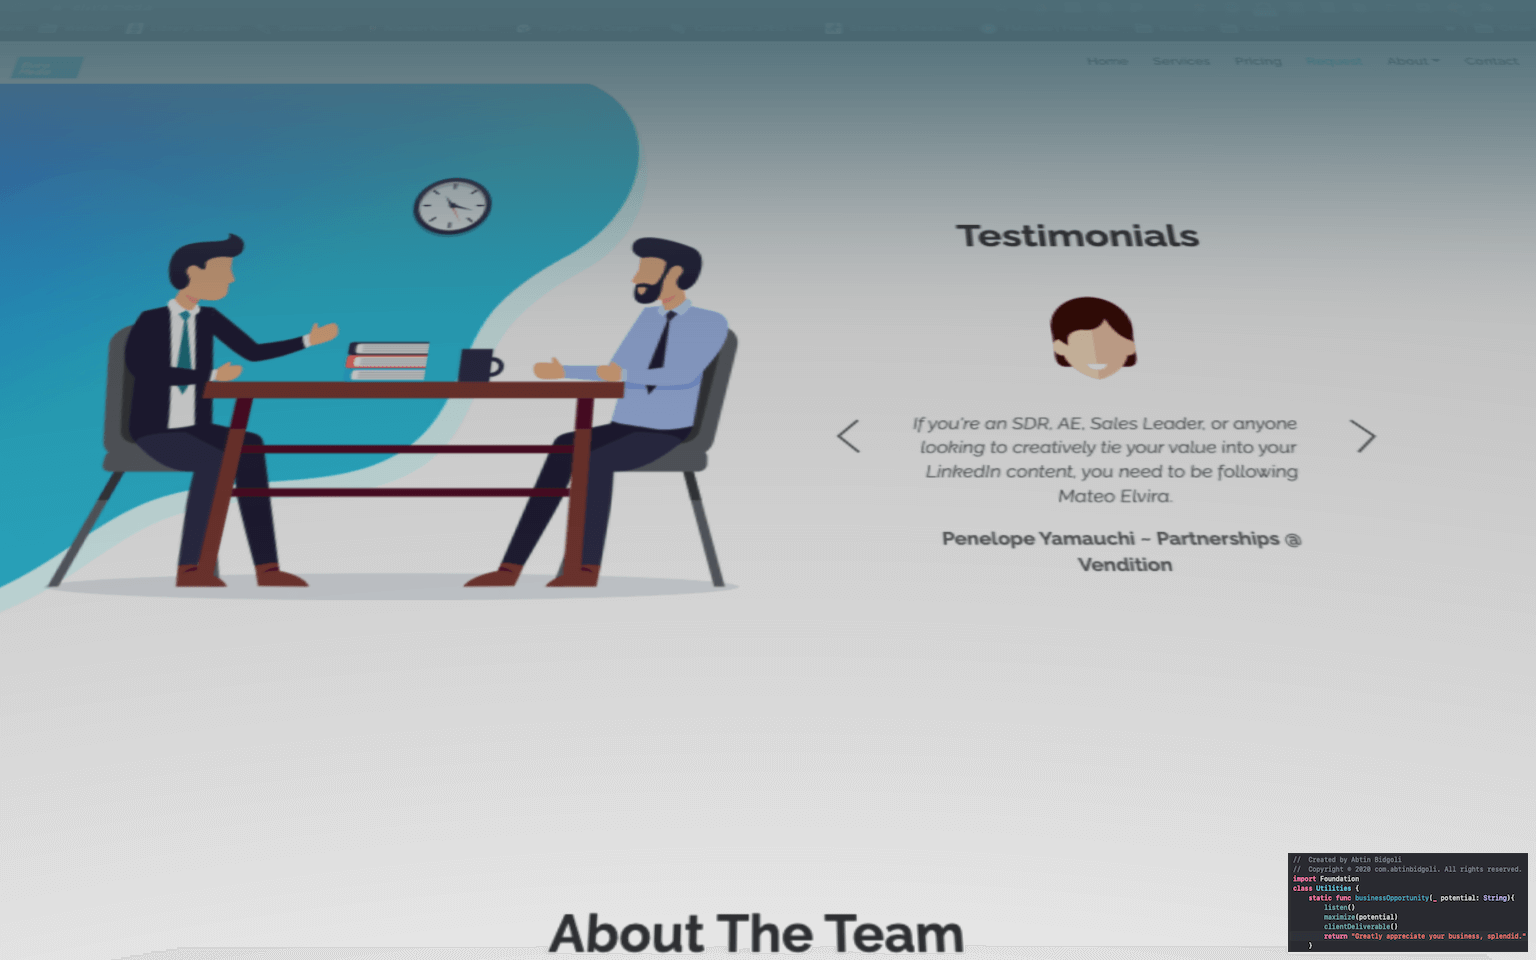 Home Services Pricing Request About Contact
Testimonials
If you're an SDR, AE, Sales Leader, or anyone
looking to creatively tie your value into your
LinkedIn content, you need to be following
Mateo Elvira.
Penelope Yamauchi – Partnerships @
Vendition
About The Team
// Created by Abtin Bidgoli
// Copyright © 2020 com.abtinbidgoli. All rights reserved.
import Foundation
class Utilities {
static func businessOpportunity(_ potential: String){
listen()
maximize(potential)
clientDeliverable()
return "Greatly appreciate your business, splendid."
}